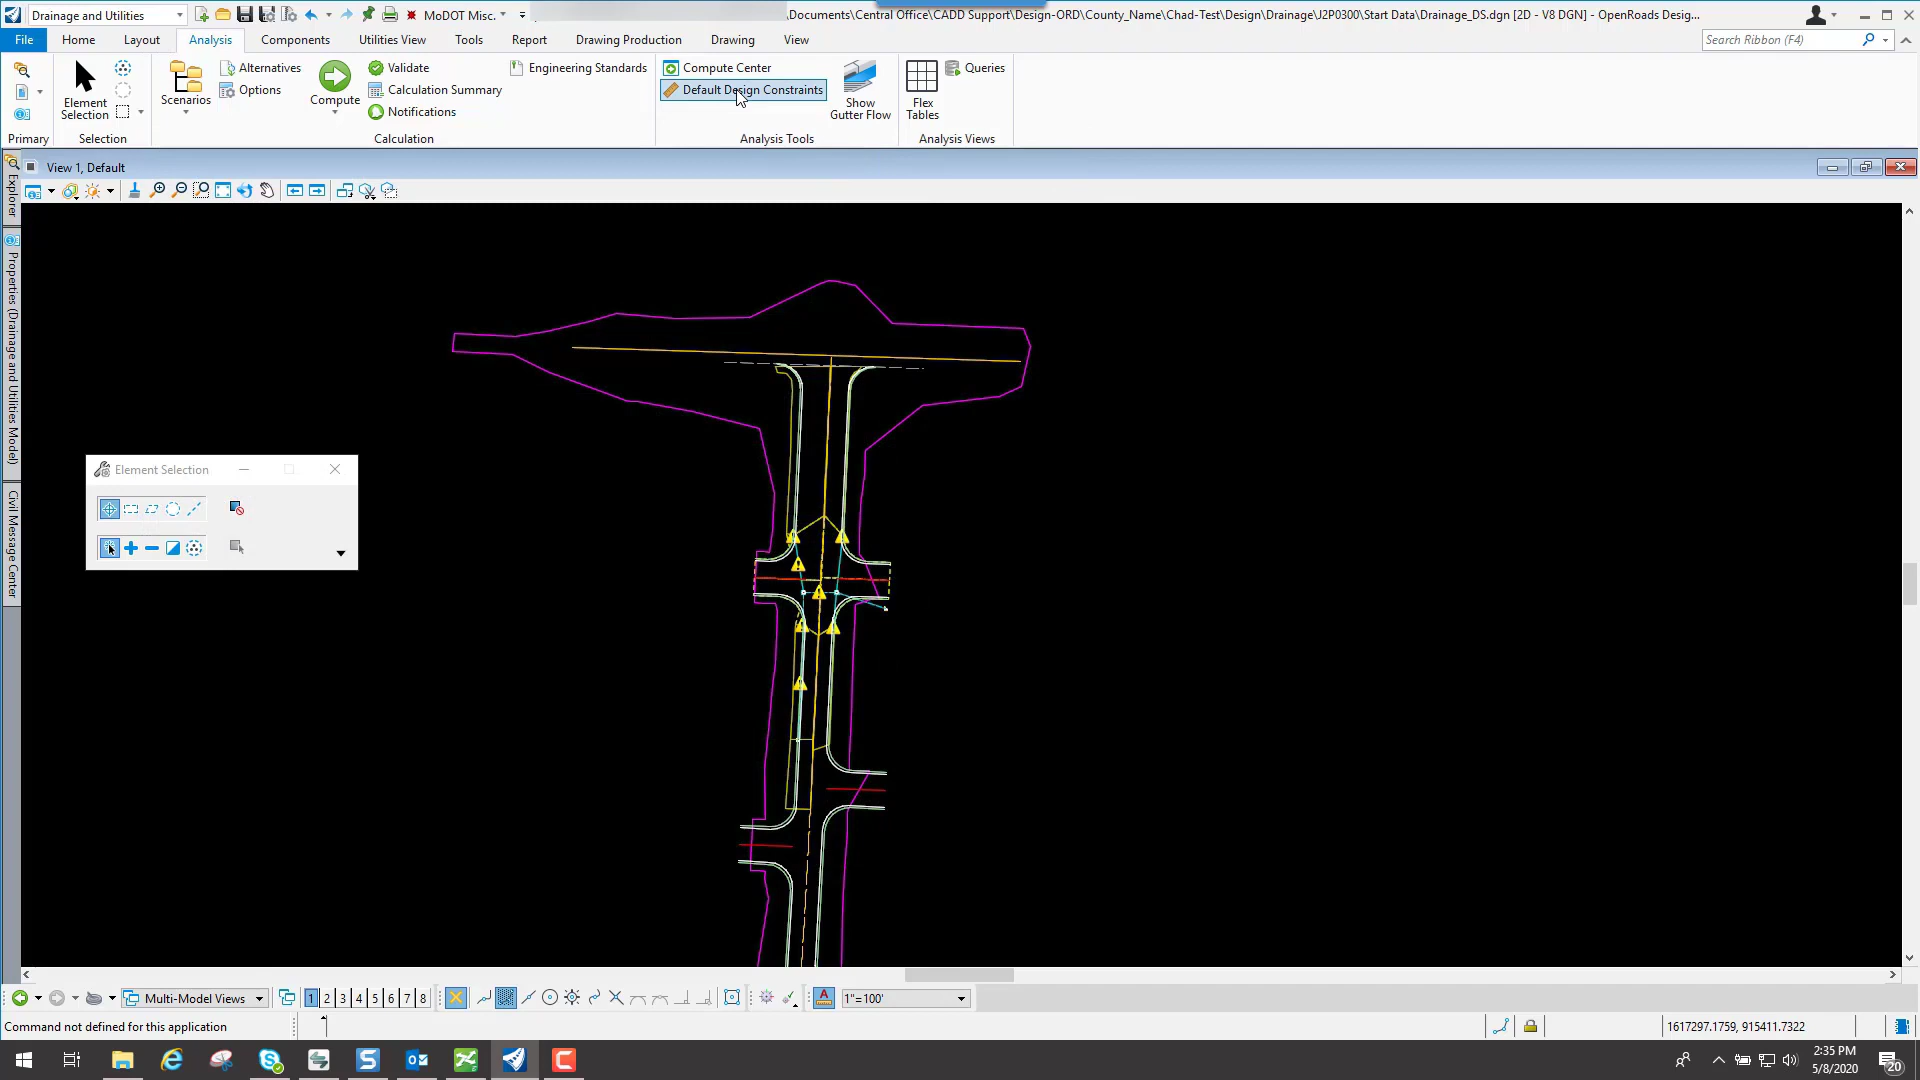 Drainage and Utilities
MoDOT Misc.
\Documents\Central Office\CADD Support\Design-ORD\County_Name\Chad-Test\Design\Drainage\J2P0300\Start Data\Drainage_DS.dgn [2D - V8 DGN] - OpenRoads Desig...
File
Home
Layout
Analysis
Components
Utilities View
Tools
Report
Drawing Production
Drawing
View
Search Ribbon (F4)
Element
Selection
Scenarios
Alternatives
Options
Compute
Validate
Calculation Summary
Notifications
Engineering Standards
Compute Center
Default Design Constraints
Show
Gutter Flow
Flex
Tables
Queries
Primary
Selection
Calculation
Analysis Tools
Analysis Views
View 1, Default
Explorer
Properties (Drainage and Utilities Model)
Civil Message Center
Element Selection
Multi-Model Views
1 2 3 4 5 6 7 8
1"=100'
Command not defined for this application
1617297.1759, 915411.7322
2:35 PM
5/8/2020
20